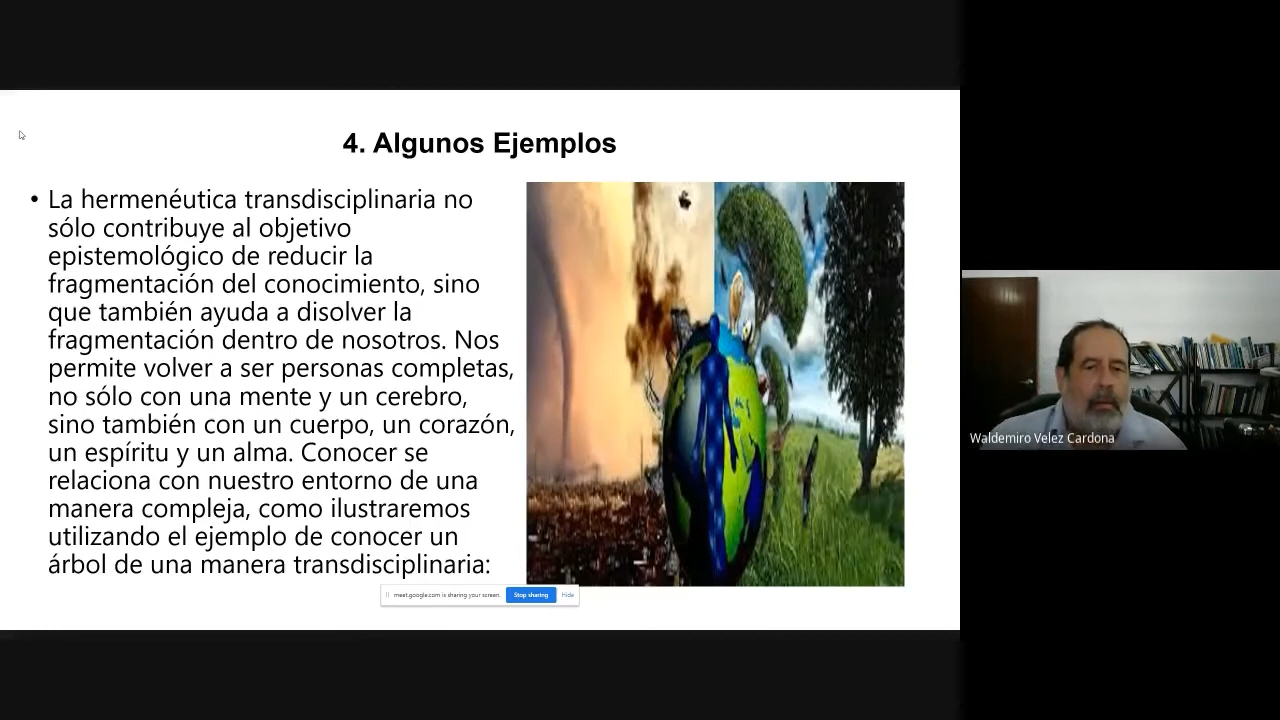 4. Algunos Ejemplos
• La hermenéutica transdisciplinaria no
sólo contribuye al objetivo
epistemológico de reducir la
fragmentación del conocimiento, sino
que también ayuda a disolver la
fragmentación dentro de nosotros. Nos
permite volver a ser personas completas,
no sólo con una mente y un cerebro,
sino también con un cuerpo, un corazón,
un espíritu y un alma. Conocer se
relaciona con nuestro entorno de una
manera compleja, como ilustraremos
utilizando el ejemplo de conocer un
árbol de una manera transdisciplinaria:
meet.google.com is sharing your screen.
Stop sharing
Hide
Waldemiro Velez Cardona